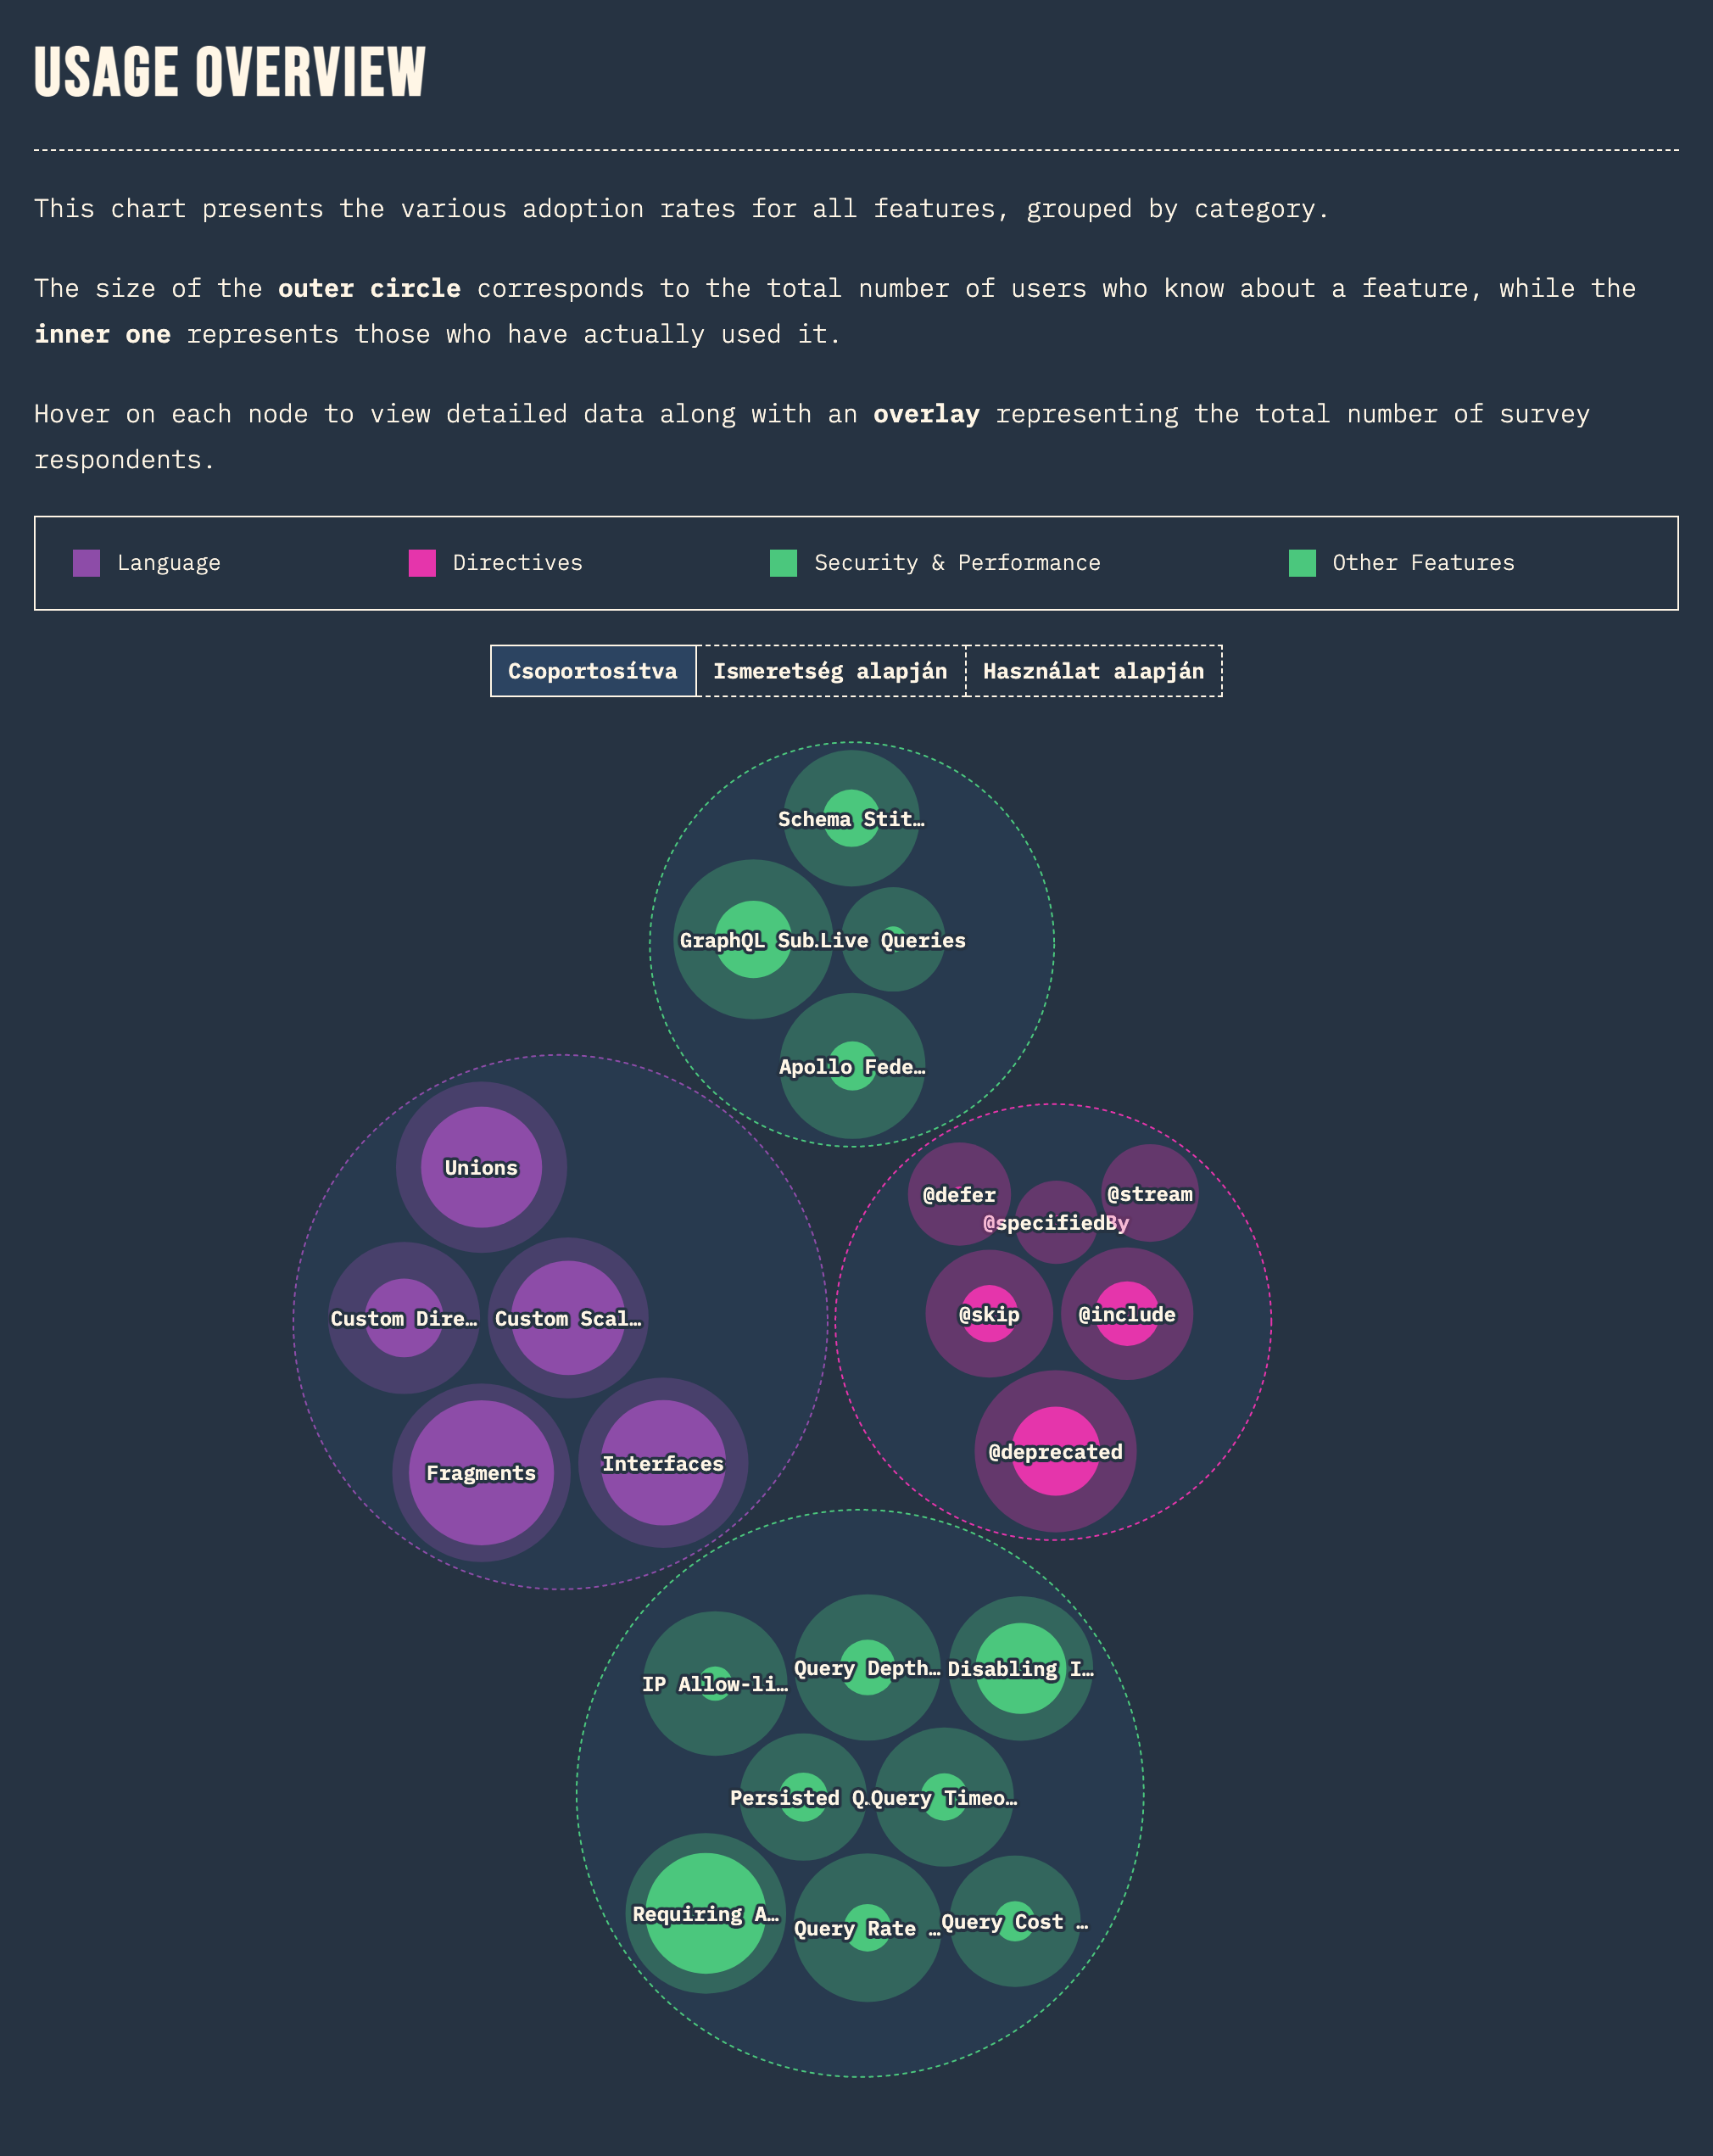 USAGE OVERVIEW
This chart presents the various adoption rates for all features, grouped by category.
The size of the outer circle corresponds to the total number of users who know about a feature, while the
inner one represents those who have actually used it.
Hover on each node to view detailed data along with an overlay representing the total number of survey
respondents.
Language
Directives
Security & Performance
Other Features
Csoportosítva
Ismeretség alapján
Használat alapján
Schema Stit…
GraphQL Sub…
Live Queries
Apollo Fede…
Unions
Custom Dire…
Custom Scal…
Fragments
Interfaces
@defer
@stream
@specifiedBy
@skip
@include
@deprecated
IP Allow-li…
Query Depth…
Disabling I…
Persisted Q…
Query Timeo…
Requiring A…
Query Rate …
Query Cost …